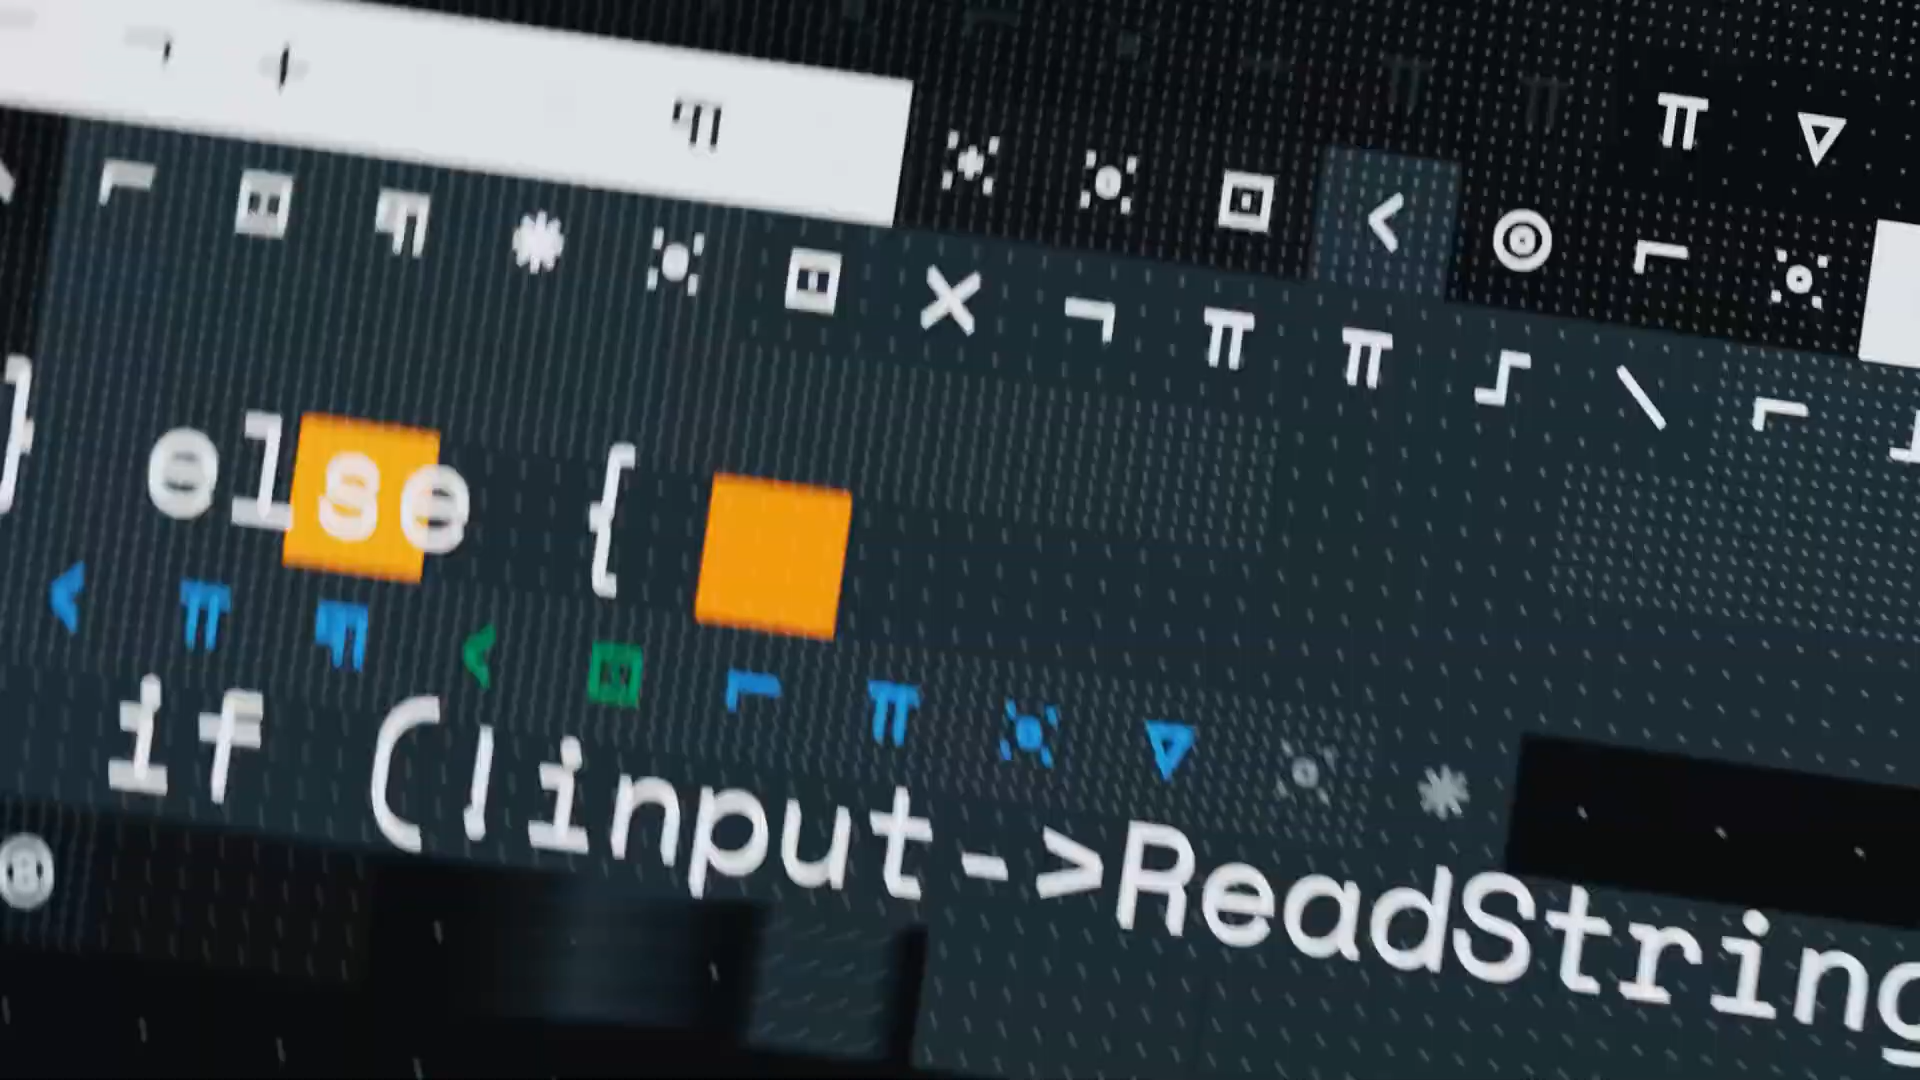 } else {
if (!input->ReadString